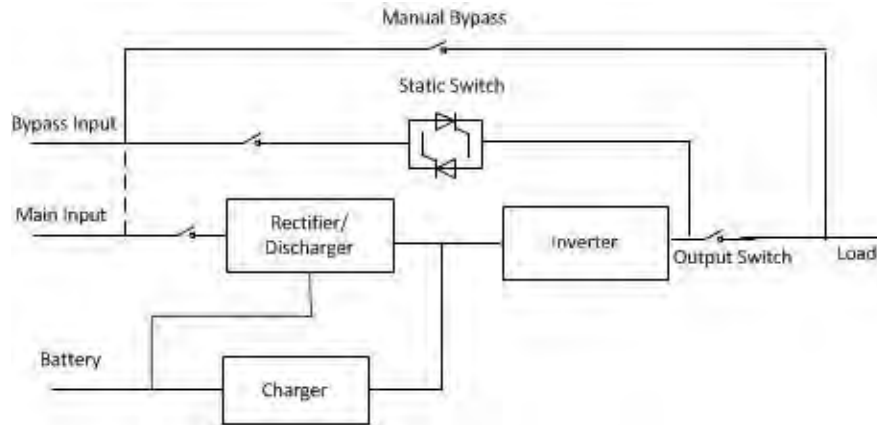 Manual Bypass
Static Switch
Bypass Input
Main Input
Rectifier/
Discharger
Inverter
Output Switch
Load
Battery
Charger